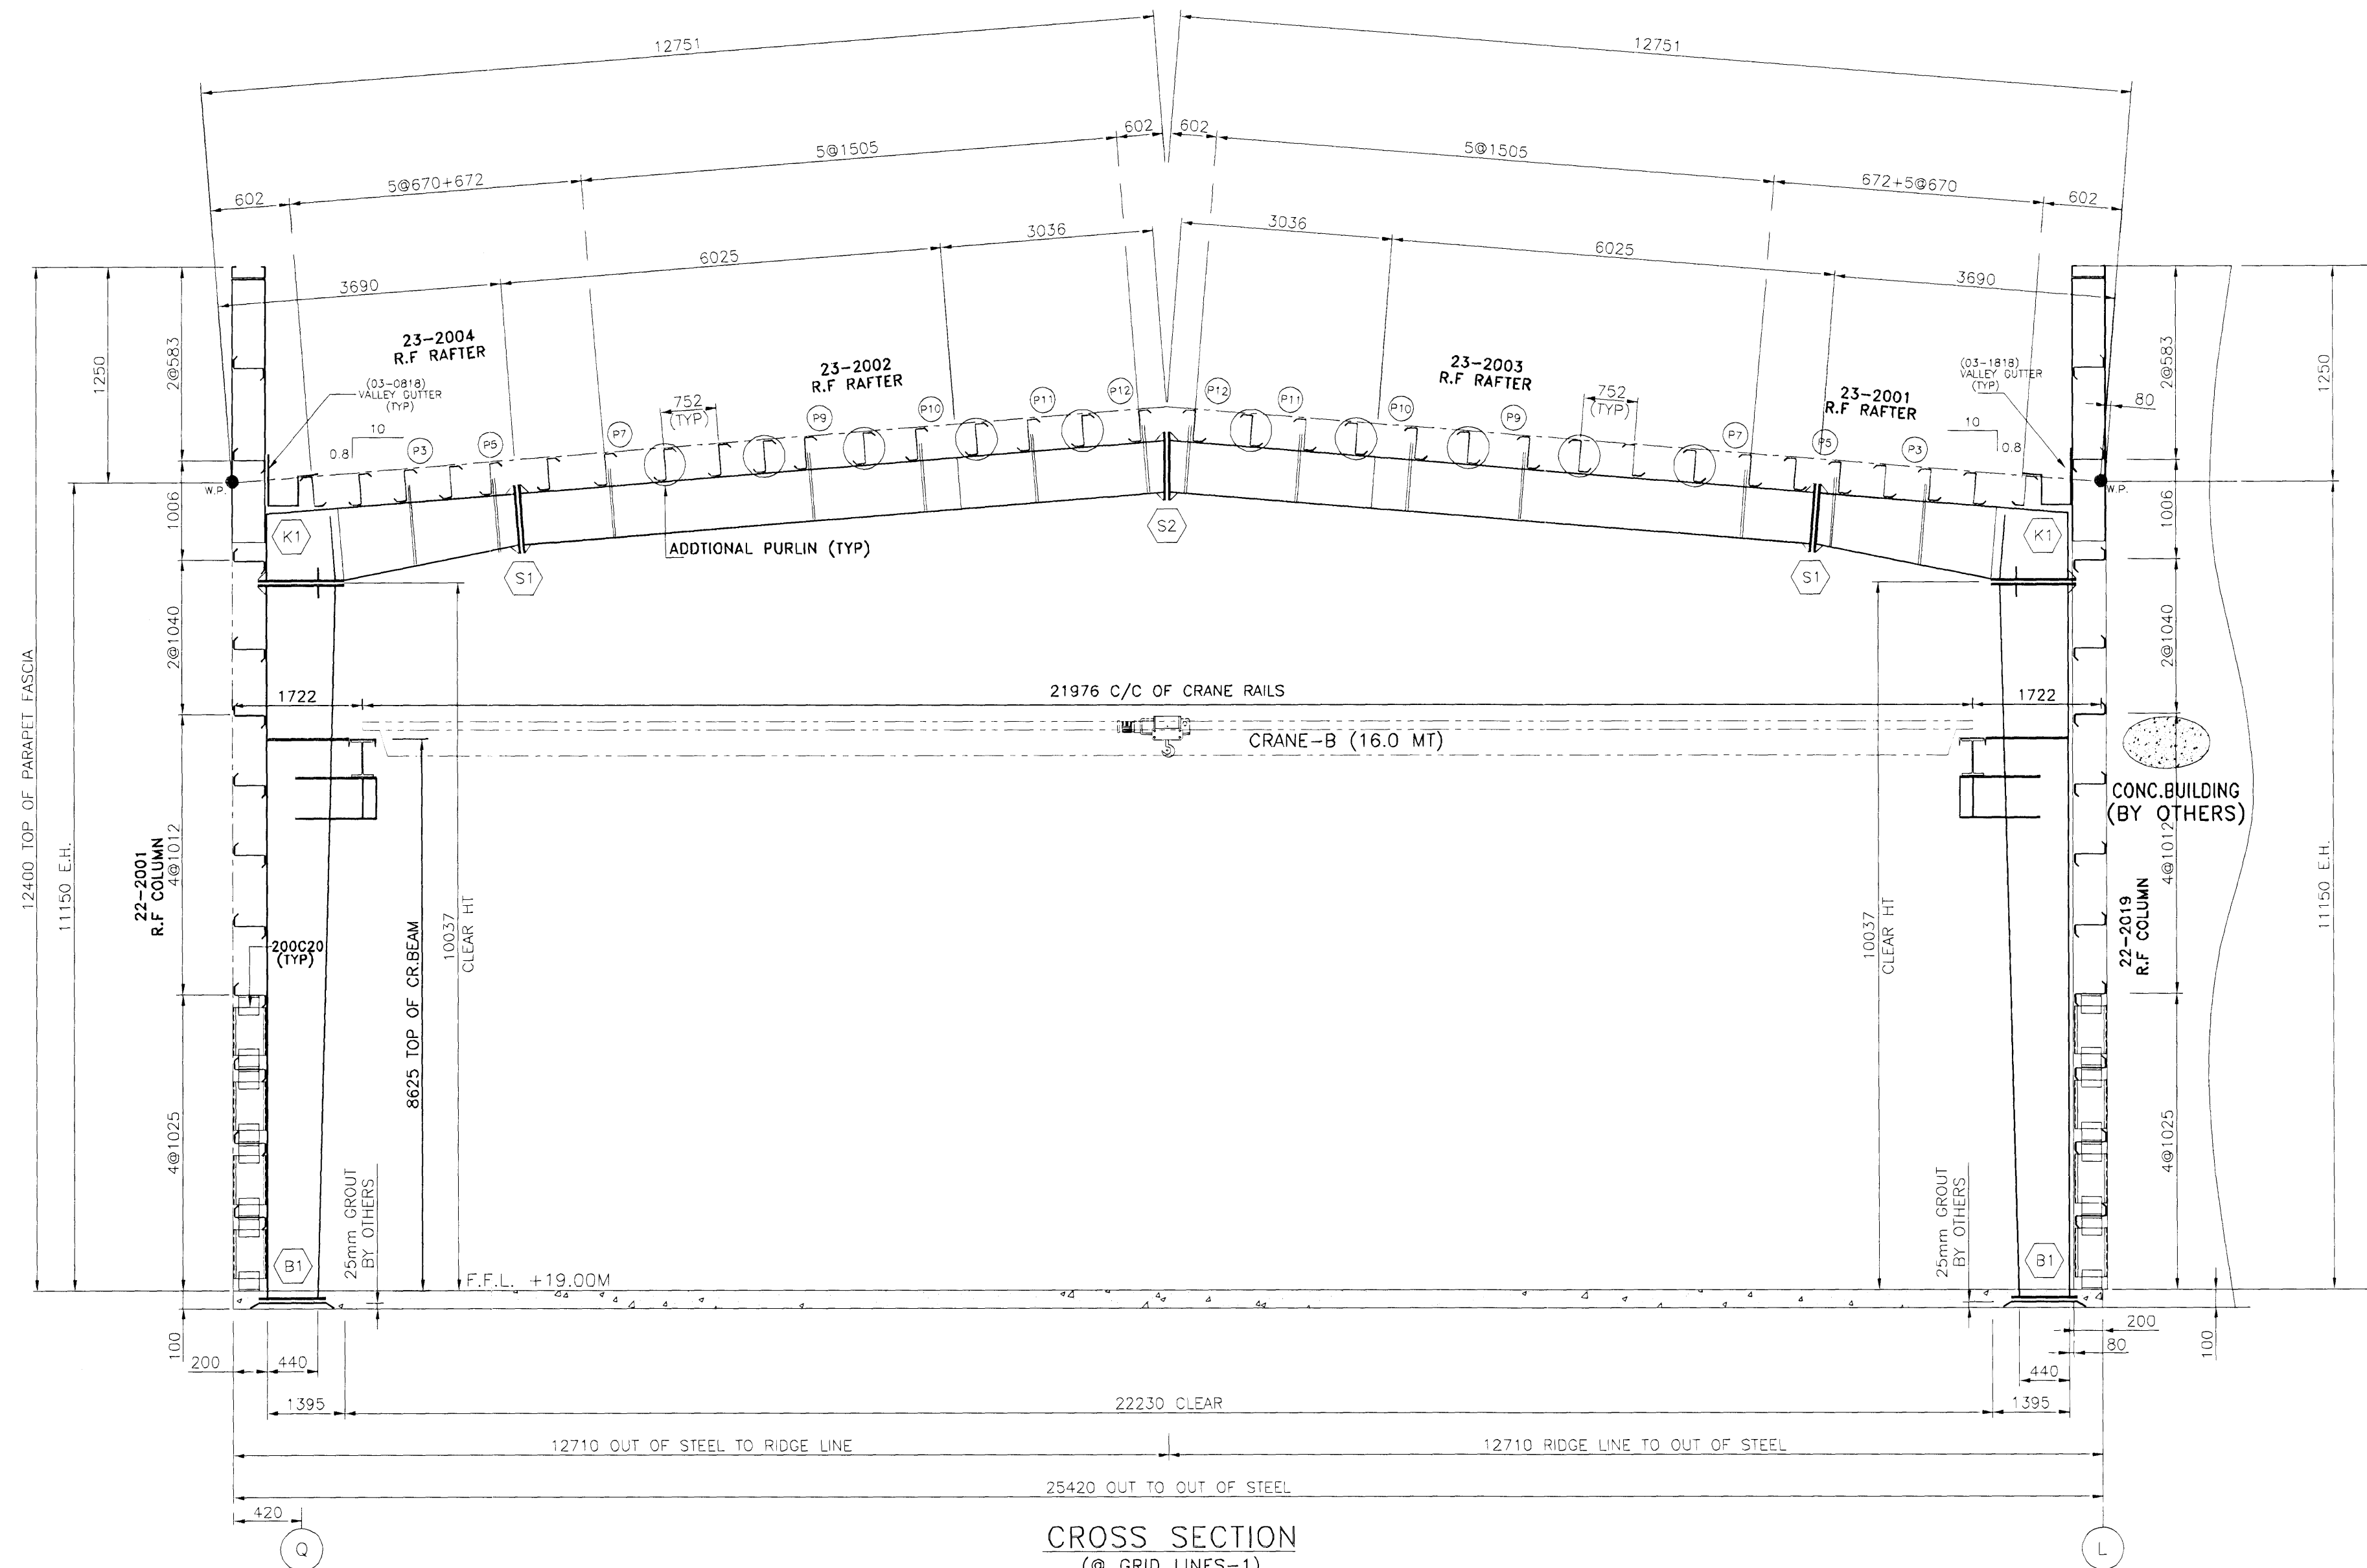 12751
12751
602
602
5@1505
5@1505
5@670+672
672+5@670
602
602
3036
3036
6025
6025
3690
3690
23-2004
R.F RAFTER
23-2002
R.F RAFTER
23-2003
R.F RAFTER
23-2001
R.F RAFTER
(03-0818)
VALLEY GUTTER
(TYP)
(03-1818)
VALLEY GUTTER
(TYP)
1250
2@583
2@583
1250
80
752
(TYP)
752
(TYP)
10
0.8
10
0.8
P3
P5
P7
P9
P10
P11
P12
P12
P11
P10
P9
P7
P5
P3
W.P.
W.P.
1006
1006
K1
S1
S2
S1
K1
ADDTIONAL PURLIN (TYP)
2@1040
2@1040
1722
21976 C/C OF CRANE RAILS
1722
CRANE-B (16.0 MT)
CONC.BUILDING
(BY OTHERS)
12400 TOP OF PARAPET FASCIA
11150 E.H.
22-2001
R.F COLUMN
4@1012
200C20
(TYP)
8625 TOP OF CR.BEAM
10037
CLEAR HT
10037
CLEAR HT
4@1012
22-2019
R.F COLUMN
11150 E.H.
4@1025
4@1025
25mm GROUT
BY OTHERS
25mm GROUT
BY OTHERS
B1
B1
F.F.L. +19.00M
100
200
440
200
80
440
100
1395
22230 CLEAR
1395
12710 OUT OF STEEL TO RIDGE LINE
12710 RIDGE LINE TO OUT OF STEEL
25420 OUT TO OUT OF STEEL
420
Q
L
CROSS SECTION
(@ GRID LINES-1)